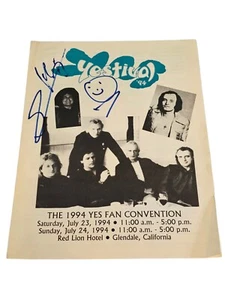 Yestival
'94
THE 1994 YES FAN CONVENTION
Saturday, July 23, 1994 • 11:00 a.m. - 5:00 p.m.
Sunday, July 24, 1994 • 11:00 a.m. - 5:00 p.m.
Red Lion Hotel • Glendale, California